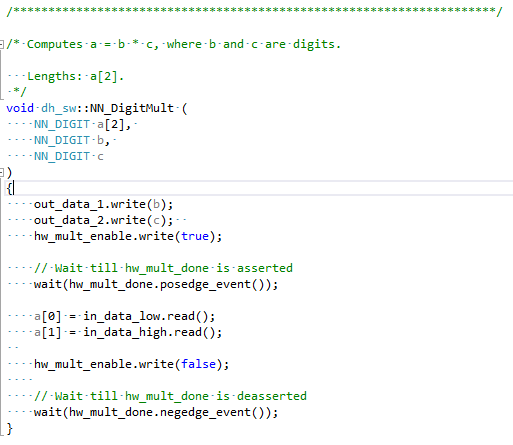 /*********************************************************************/
/* Computes a = b * c, where b and c are digits.
Lengths: a[2].
*/
void dh_sw::NN_DigitMult (
NN_DIGIT a[2],
NN_DIGIT b,
NN_DIGIT c
)
{
out_data_1.write(b);
out_data_2.write(c);
hw_mult_enable.write(true);
// Wait till hw_mult_done is asserted
wait(hw_mult_done.posedge_event());
a[0] = in_data_low.read();
a[1] = in_data_high.read();
hw_mult_enable.write(false);
// Wait till hw_mult_done is deasserted
wait(hw_mult_done.negedge_event());
}